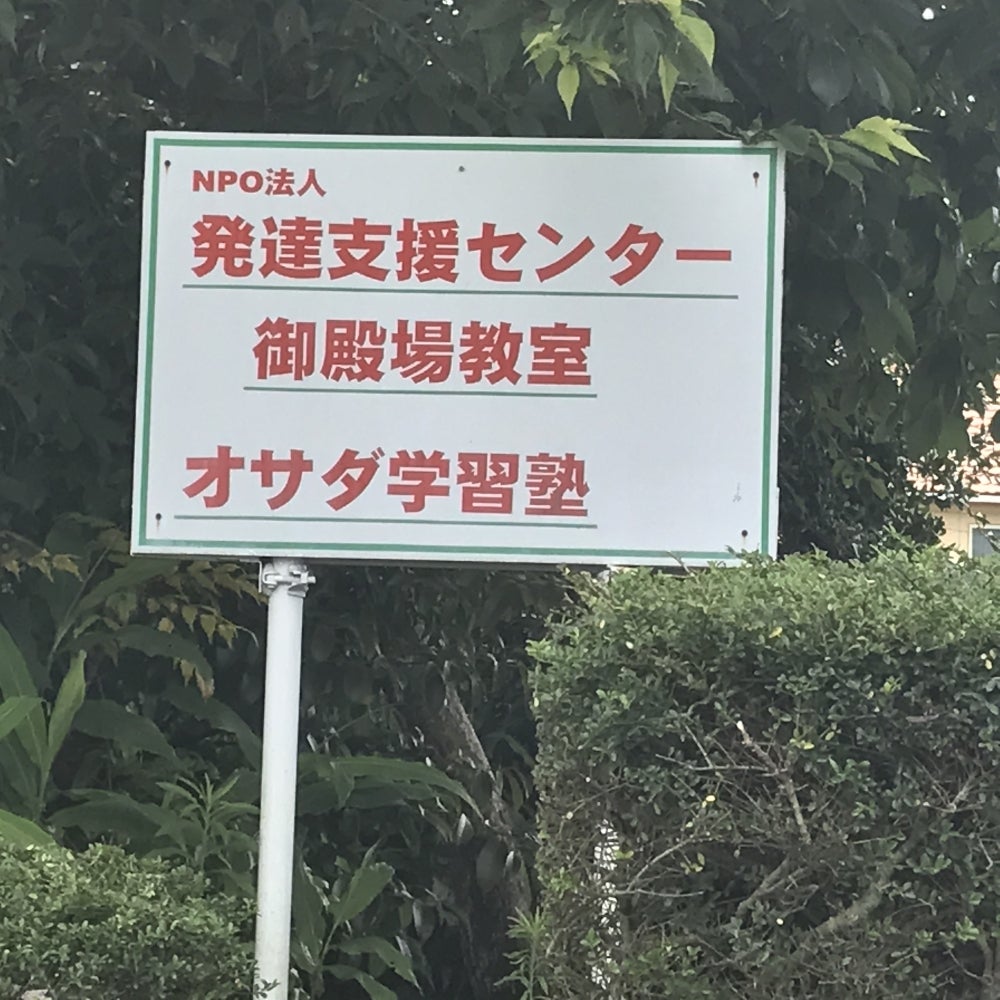 NPO法人
発達支援センター
御殿場教室
オサダ学習塾